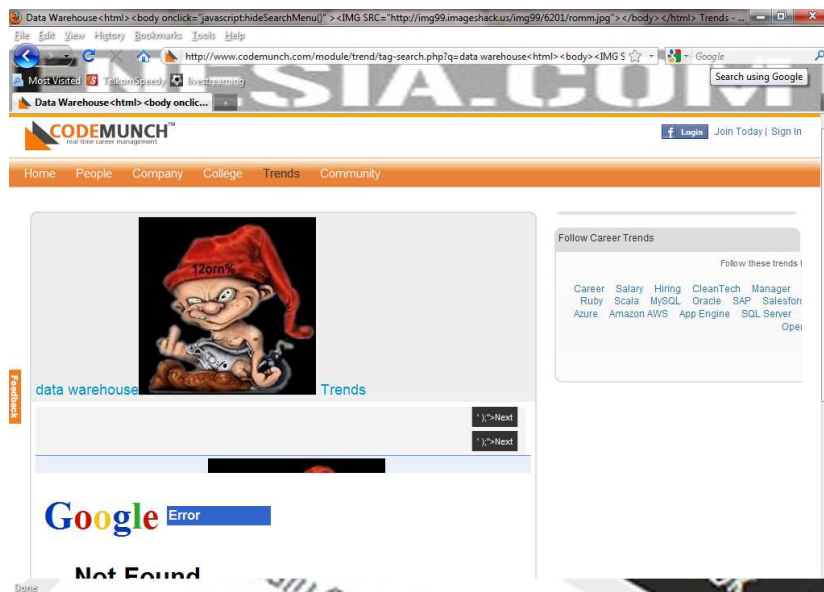 Data Warehouse<html><body onclick="javascript:hideSearchMenu()" ><IMG SRC="http://img99.imageshack.us/img99/6201/romm.jpg"></body></html> Trends - ...
File Edit View History Bookmarks Tools Help
http://www.codemunch.com/module/trend/tag-search.php?q=data warehouse<html><body><IMG S
Google
Most Visited TelkomSpeedy livestreaming
Search using Google
SIA.COM
Data Warehouse<html><body onclic...
CODEMUNCH™
real time career management
Login Join Today | Sign In
Home People Company College Trends Community
12orn%
data warehouse Trends
Follow Career Trends
Follow these trends
Career Salary Hiring CleanTech Manager
Ruby Scala MySQL Oracle SAP Salesforc
Azure Amazon AWS App Engine SQL Server
Oper
Feedback
' );">Next
' );">Next
Google Error
Not Found
Done